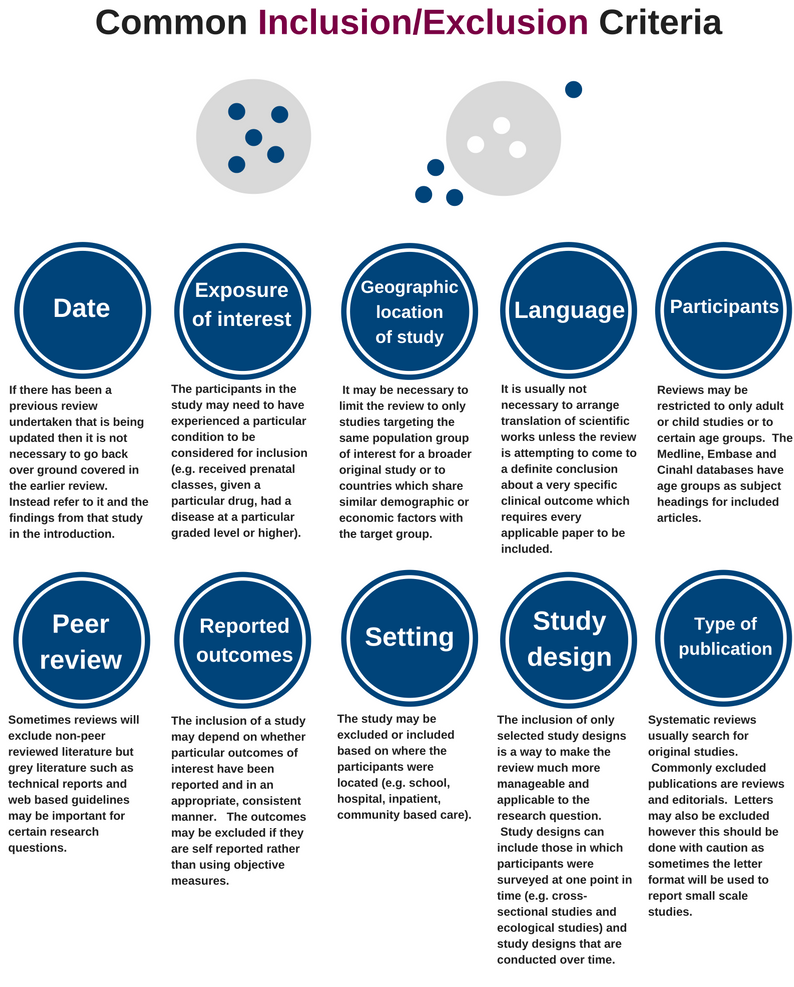 Common Inclusion/Exclusion Criteria
Date
If there has been a
previous review
undertaken that is being
updated then it is not
necessary to go back
over ground covered in
the earlier review.
Instead refer to it and the
findings from that study
in the introduction.
Exposure
of interest
The participants in the
study may need to have
experienced a particular
condition to be
considered for inclusion
(e.g. received prenatal
classes, given a
particular drug, had a
disease at a particular
graded level or higher).
Geographic
location
of study
It may be necessary to
limit the review to only
studies targeting the
same population group
of interest for a broader
original study or to
countries which share
similar demographic or
economic factors with
the target group.
Language
It is usually not
necessary to arrange
translation of scientific
works unless the review
is attempting to come to
a definite conclusion
about a very specific
clinical outcome which
requires every
applicable paper to be
included.
Participants
Reviews may be
restricted to only adult
or child studies or to
certain age groups.  The
Medline, Embase and
Cinahl databases have
age groups as subject
headings for included
articles.
Peer
review
Sometimes reviews will
exclude non-peer
reviewed literature but
grey literature such as
technical reports and
web based guidelines
may be important for
certain research
questions.
Reported
outcomes
The inclusion of a study
may depend on whether
particular outcomes of
interest have been
reported and in an
appropriate, consistent
manner.   The outcomes
may be excluded if they
are self reported rather
than using objective
measures.
Setting
The study may be
excluded or included
based on where the
participants were
located (e.g. school,
hospital, inpatient,
community based care).
Study
design
The inclusion of only
selected study designs
is a way to make the
review much more
manageable and
applicable to the
research question.
Study designs can
include those in which
participants were
surveyed at one point in
time (e.g. cross-
sectional studies and
ecological studies) and
study designs that are
conducted over time.
Type of
publication
Systematic reviews
usually search for
original studies.
Commonly excluded
publications are reviews
and editorials.  Letters
may also be excluded
however this should be
done with caution as
sometimes the letter
format will be used to
report small scale
studies.